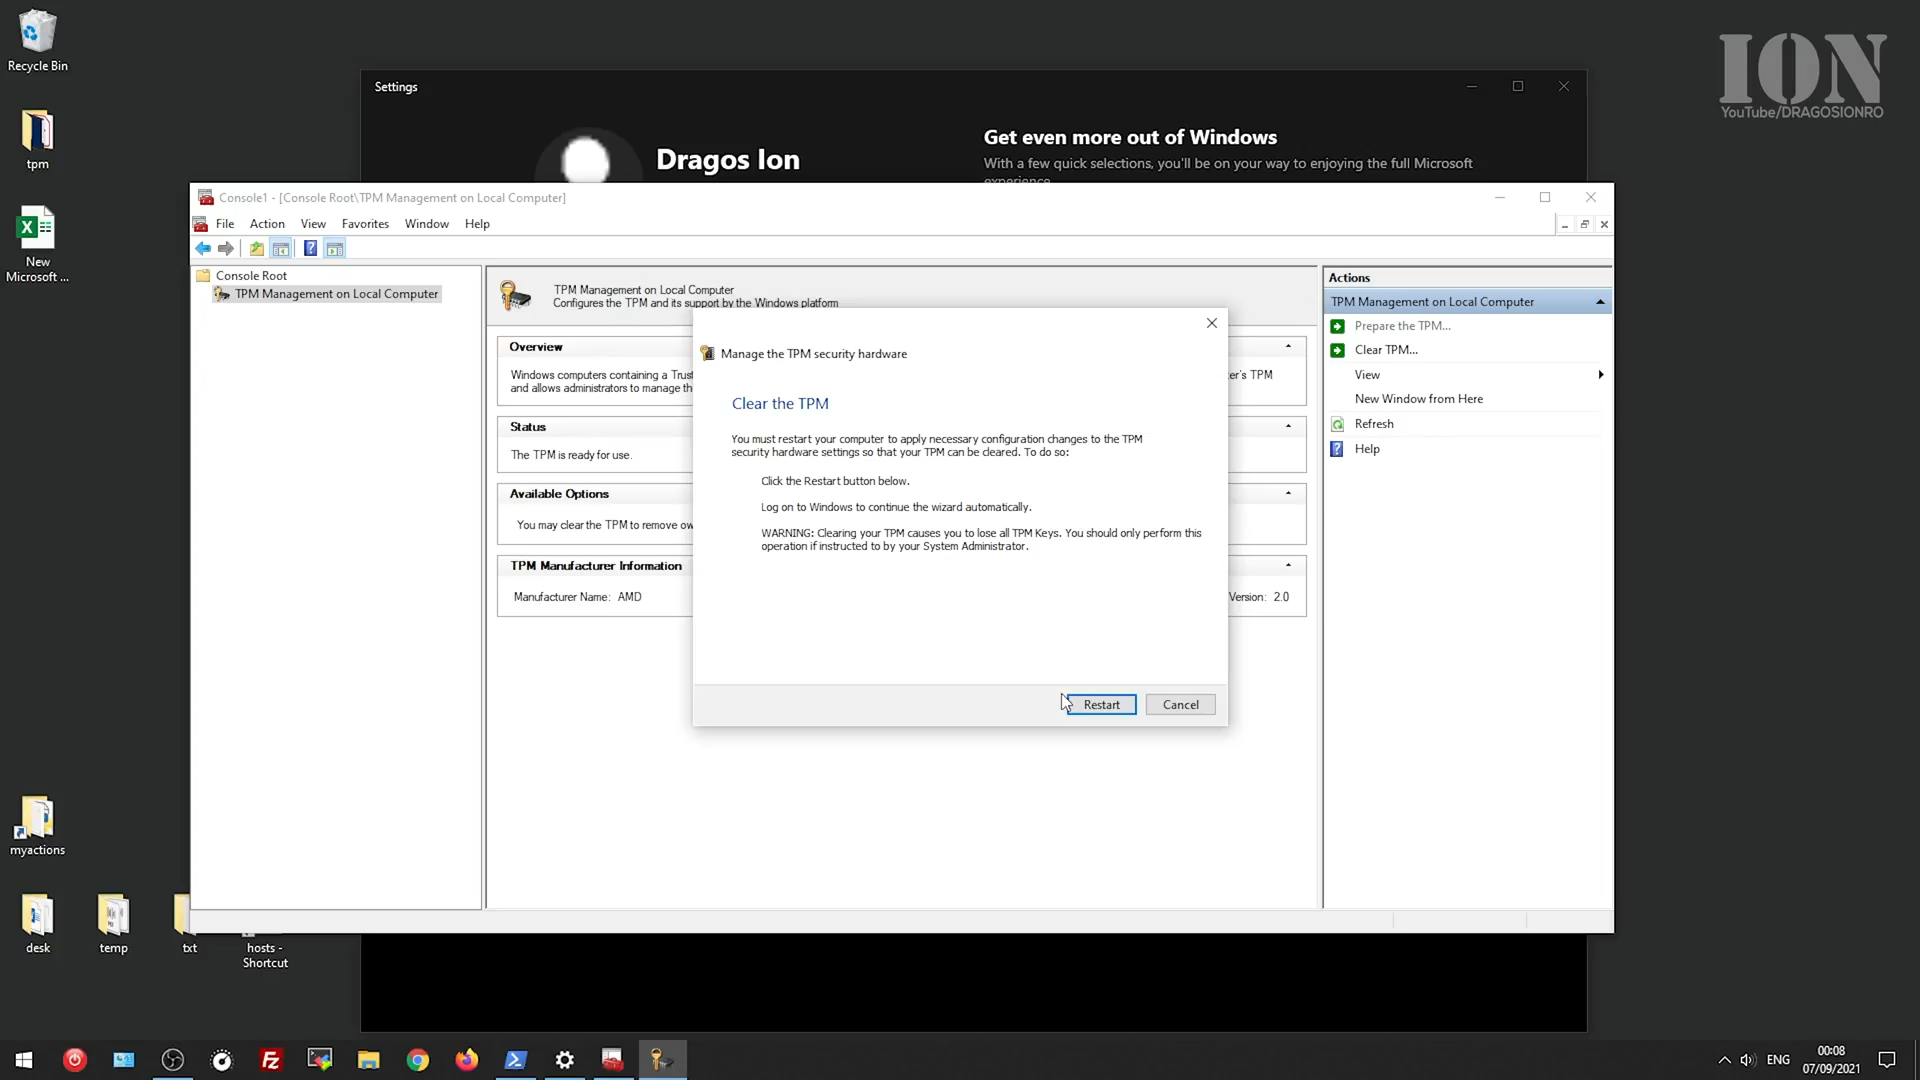 Recycle Bin
tpm
New
Microsoft ...
myactions
desk
temp
txt
hosts -
Shortcut
ION
YouTube/DRAGOSIONRO
Settings
Dragos Ion
Get even more out of Windows
With a few quick selections, you'll be on your way to enjoying the full Microsoft
experience
Console1 - [Console Root\TPM Management on Local Computer]
File Action View Favorites Window Help
Console Root
TPM Management on Local Computer
TPM Management on Local Computer
Configures the TPM and its support by the Windows platform
Overview
Windows computers containing a Trus
er's TPM
and allows administrators to manage th
Status
The TPM is ready for use.
Available Options
You may clear the TPM to remove ow
TPM Manufacturer Information
Manufacturer Name: AMD
Version: 2.0
Manage the TPM security hardware
Clear the TPM
You must restart your computer to apply necessary configuration changes to the TPM
security hardware settings so that your TPM can be cleared. To do so:
Click the Restart button below.
Log on to Windows to continue the wizard automatically.
WARNING: Clearing your TPM causes you to lose all TPM Keys. You should only perform this
operation if instructed to by your System Administrator.
Restart
Cancel
Actions
TPM Management on Local Computer
Prepare the TPM...
Clear TPM...
View
New Window from Here
Refresh
Help
ENG
00:08
07/09/2021